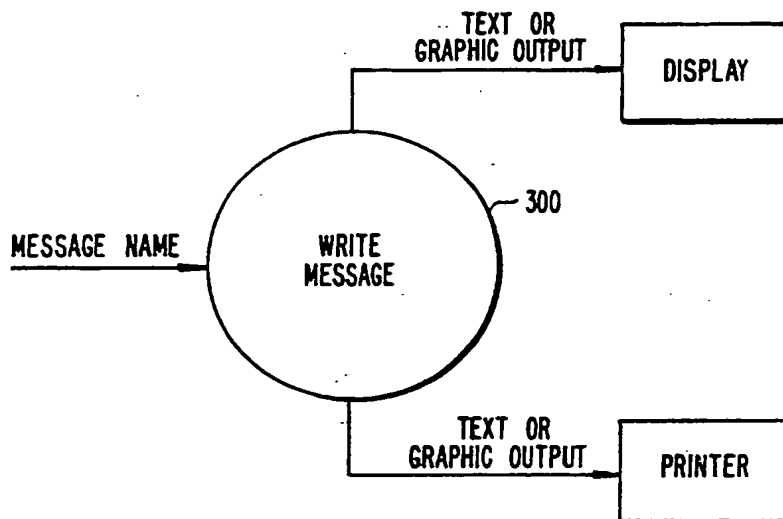 TEXT OR
GRAPHIC OUTPUT
DISPLAY
300
MESSAGE NAME
WRITE
MESSAGE
TEXT OR
GRAPHIC OUTPUT
PRINTER